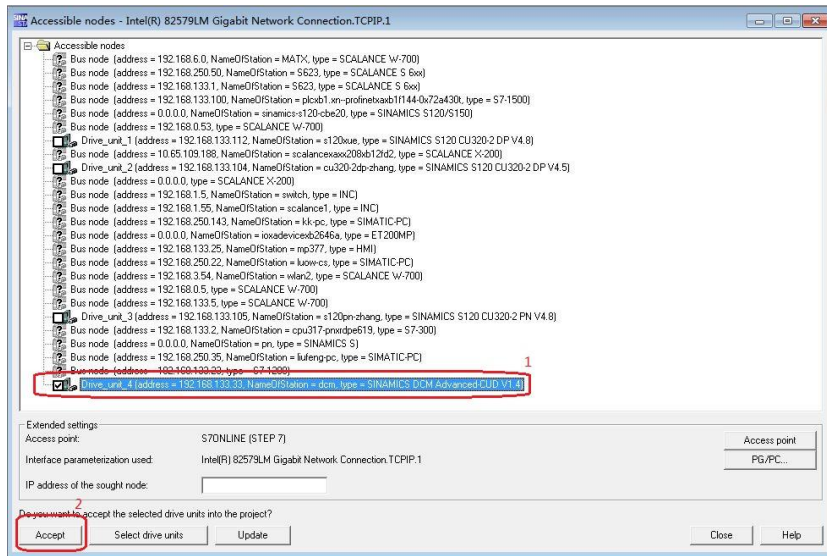 Accessible nodes - Intel(R) 82579LM Gigabit Network Connection.TCPIP.1
Accessible nodes
Bus node (address = 192.168.6.0, NameOfStation = MATX, type = SCALANCE W-700)
Bus node (address = 192.168.250.50, NameOfStation = S623, type = SCALANCE S 6xx)
Bus node (address = 192.168.133.1, NameOfStation = S623, type = SCALANCE S 6xx)
Bus node (address = 192.168.133.100, NameOfStation = plcxb1.xn--profinetxaxb1f144-0x72a430t, type = S7-1500)
Bus node (address = 0.0.0.0, NameOfStation = sinamics-s120-cbe20, type = SINAMICS S120/S150)
Bus node (address = 192.168.0.53, type = SCALANCE W-700)
Drive_unit_1 (address = 192.168.133.112, NameOfStation = s120xue, type = SINAMICS S120 CU320-2 DP V4.8)
Bus node (address = 10.65.109.188, NameOfStation = scalancexaxx208xb12fd2, type = SCALANCE X-200)
Drive_unit_2 (address = 192.168.133.104, NameOfStation = cu320-2dp-zhang, type = SINAMICS S120 CU320-2 DP V4.5)
Bus node (address = 0.0.0.0, type = SCALANCE X-200)
Bus node (address = 192.168.1.5, NameOfStation = switch, type = INC)
Bus node (address = 192.168.1.55, NameOfStation = scalance1, type = INC)
Bus node (address = 192.168.250.143, NameOfStation = kk-pc, type = SIMATIC-PC)
Bus node (address = 0.0.0.0, NameOfStation = ioxadevicexb2646a, type = ET200MP)
Bus node (address = 192.168.133.25, NameOfStation = mp377, type = HMI)
Bus node (address = 192.168.250.22, NameOfStation = luow-cs, type = SIMATIC-PC)
Bus node (address = 192.168.3.54, NameOfStation = wlan2, type = SCALANCE W-700)
Bus node (address = 192.168.0.5, type = SCALANCE W-700)
Bus node (address = 192.168.133.5, type = SCALANCE W-700)
Drive_unit_3 (address = 192.168.133.105, NameOfStation = s120pn-zhang, type = SINAMICS S120 CU320-2 PN V4.8)
Bus node (address = 192.168.133.2, NameOfStation = cpu317-pnxrdpe619, type = S7-300)
Bus node (address = 0.0.0.0, NameOfStation = pn, type = SINAMICS S)
Bus node (address = 192.168.250.35, NameOfStation = liufeng-pc, type = SIMATIC-PC)
1
Bus node (address = 192.168.133.23, type = S7-1200)
Drive_unit_4 (address = 192.168.133.33, NameOfStation = dcm, type = SINAMICS DCM Advanced-CUD V1.4)
Extended settings
Access point: S7ONLINE (STEP 7) Access point
Interface parameterization used: Intel(R) 82579LM Gigabit Network Connection.TCPIP.1 PG/PC...
IP address of the sought node:
2
Do you want to accept the selected drive units into the project?
Accept Select drive units Update Close Help